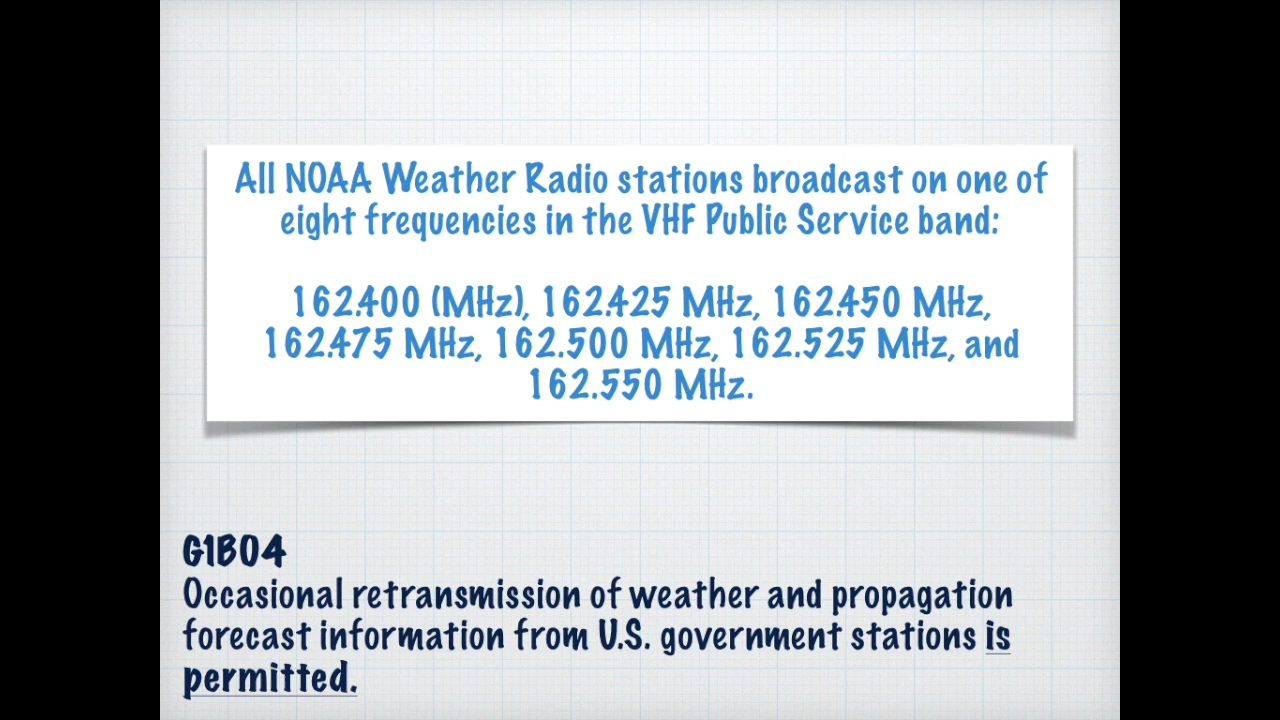 All NOAA Weather Radio stations broadcast on one of
eight frequencies in the VHF Public Service band:
162.400 (MHz), 162.425 MHz, 162.450 MHz,
162.475 MHz, 162.500 MHz, 162.525 MHz, and
162.550 MHz.
G1B04
Occasional retransmission of weather and propagation
forecast information from U.S. government stations is
permitted.